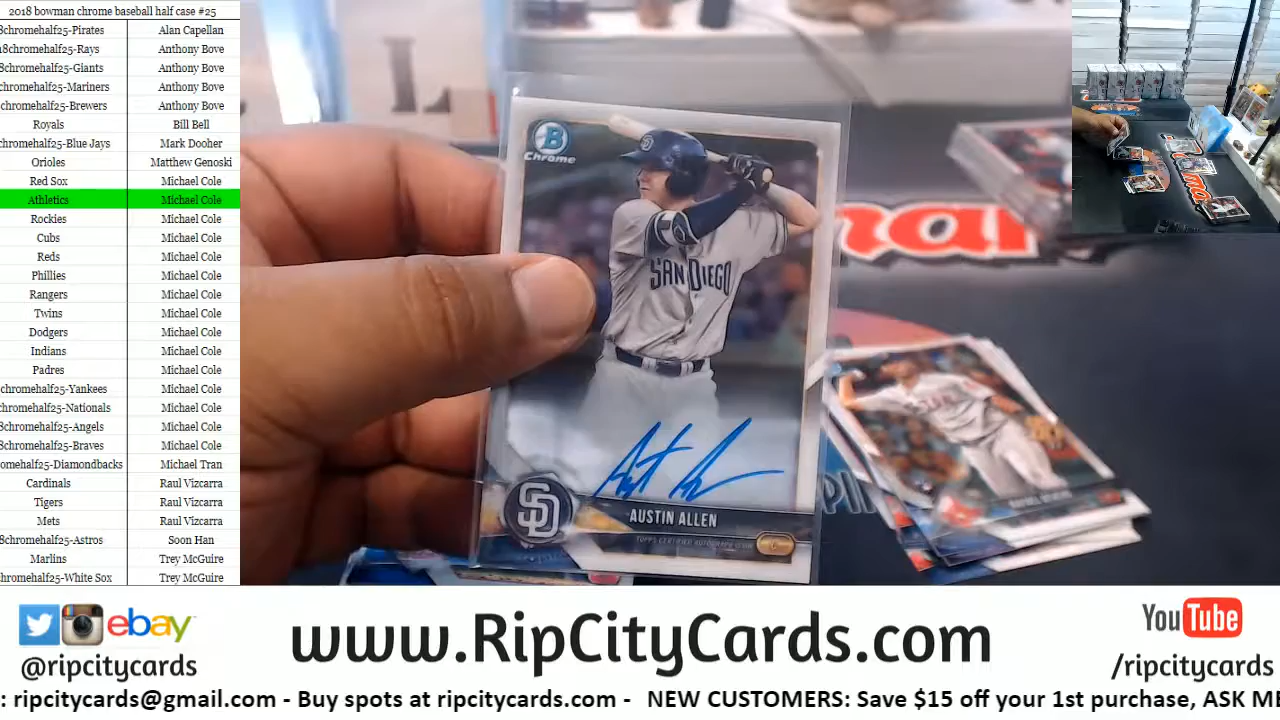 2018 bowman chrome baseball half case #25
8chromehalf25-Pirates Alan Capellan
18chromehalf25-Rays Anthony Bove
8chromehalf25-Giants Anthony Bove
chromehalf25-Mariners Anthony Bove
chromehalf25-Brewers Anthony Bove
Royals Bill Bell
chromehalf25-Blue Jays Mark Dooher
Orioles Matthew Genoski
Red Sox Michael Cole
Athletics Michael Cole
Rockies Michael Cole
Cubs Michael Cole
Reds Michael Cole
Phillies Michael Cole
Rangers Michael Cole
Twins Michael Cole
Dodgers Michael Cole
Indians Michael Cole
Padres Michael Cole
chromehalf25-Yankees Michael Cole
chromehalf25-Nationals Michael Cole
chromehalf25-Angels Michael Cole
chromehalf25-Braves Michael Cole
omehalf25-Diamondbacks Michael Tran
Cardinals Raul Vizcarra
Tigers Raul Vizcarra
Mets Raul Vizcarra
8chromehalf25-Astros Soon Han
Marlins Trey McGuire
hromehalf25-White Sox Trey McGuire
B
Chrome
SAN DIEGO
SD
AUSTIN ALLEN
TOPPS CERTIFIED AUTOGRAPH ISSUE
C
ebay
@ripcitycards
www.RipCityCards.com
YouTube
/ripcitycards
: ripcitycards@gmail.com - Buy spots at ripcitycards.com - NEW CUSTOMERS: Save $15 off your 1st purchase, ASK ME